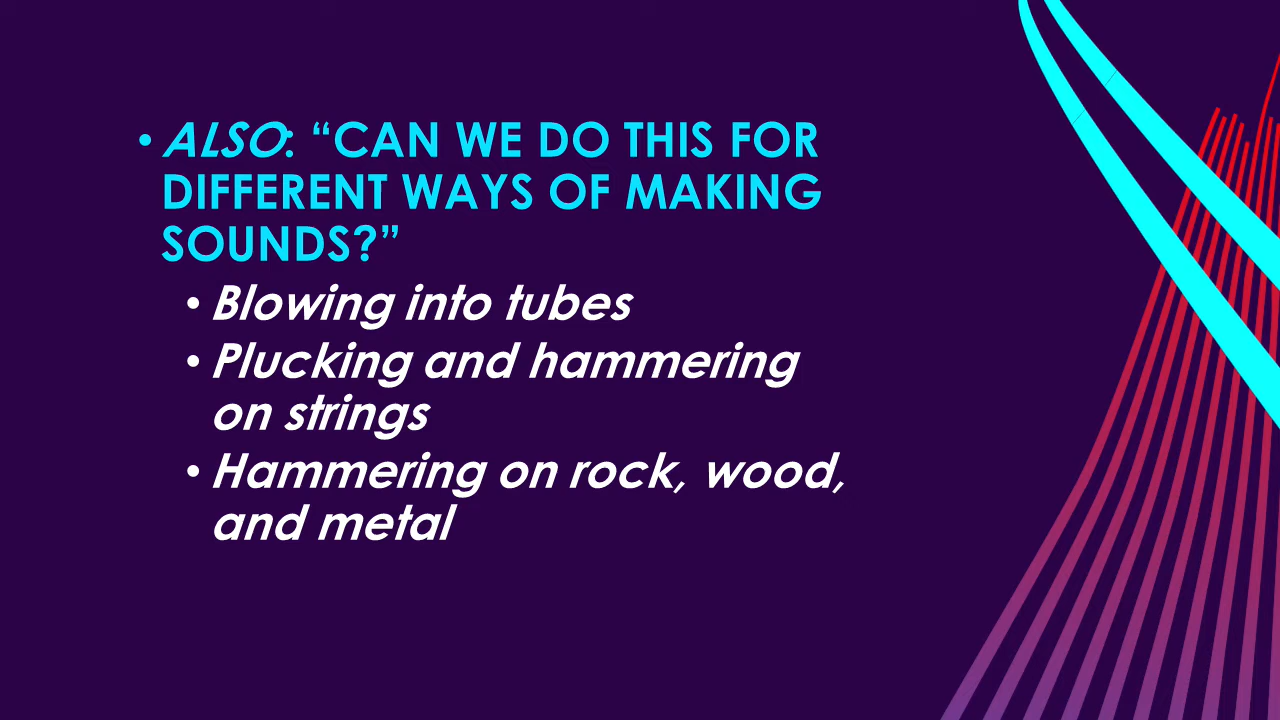 • ALSO: “CAN WE DO THIS FOR
DIFFERENT WAYS OF MAKING
SOUNDS?”
• Blowing into tubes
• Plucking and hammering
on strings
• Hammering on rock, wood,
and metal